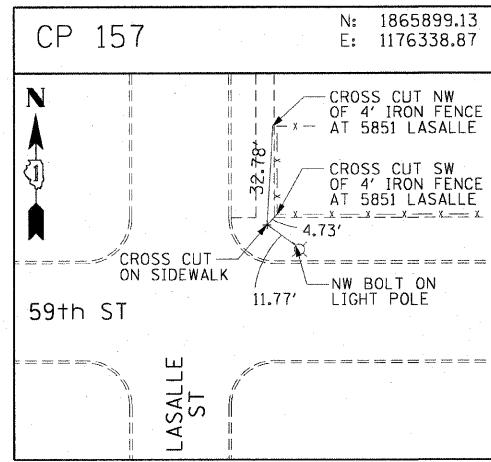 CP 157
N: 1865899.13
E: 1176338.87
N
CROSS CUT NW
OF 4' IRON FENCE
AT 5851 LASALLE
32.78'
CROSS CUT SW
OF 4' IRON FENCE
AT 5851 LASALLE
4.73'
CROSS CUT
ON SIDEWALK
NW BOLT ON
LIGHT POLE
11.77'
59th ST
LASALLE
ST